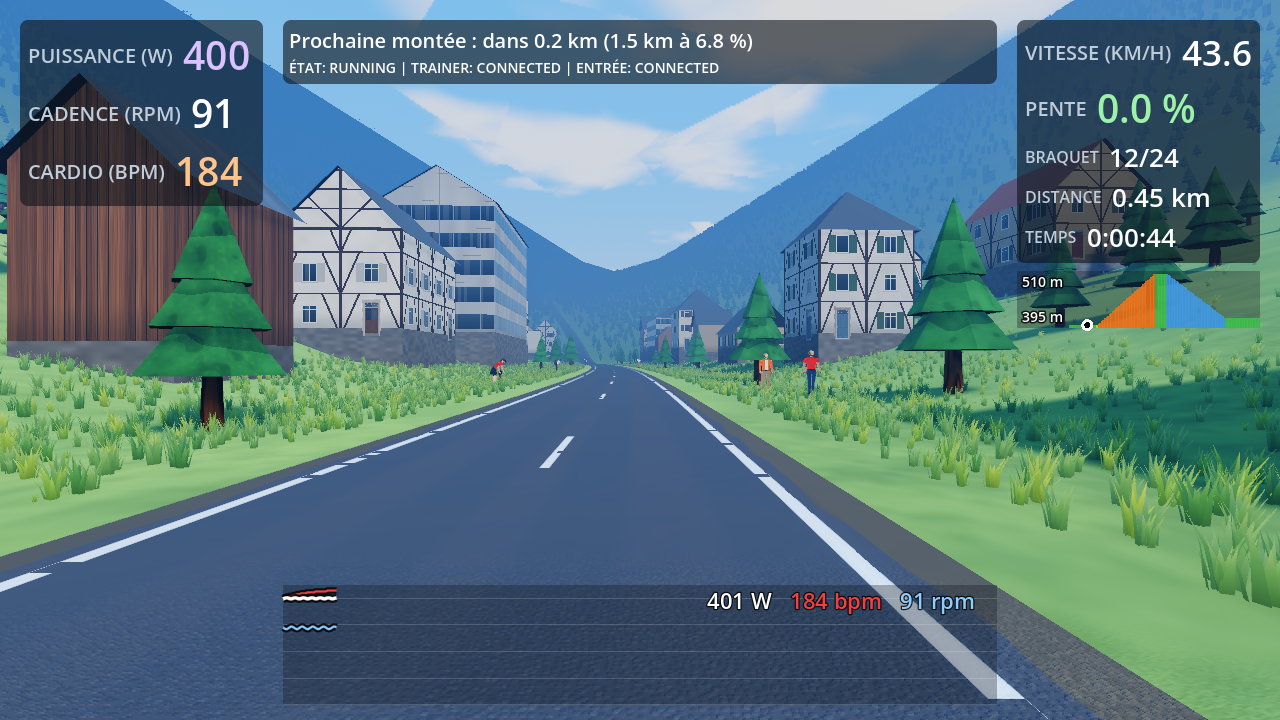 PUISSANCE (W) 400
CADENCE (RPM) 91
CARDIO (BPM) 184
Prochaine montée : dans 0.2 km (1.5 km à 6.8 %)
ÉTAT: RUNNING | TRAINER: CONNECTED | ENTRÉE: CONNECTED
VITESSE (KM/H) 43.6
PENTE 0.0 %
BRAQUET 12/24
DISTANCE 0.45 km
TEMPS 0:00:44
510 m
395 m
401 W 184 bpm 91 rpm